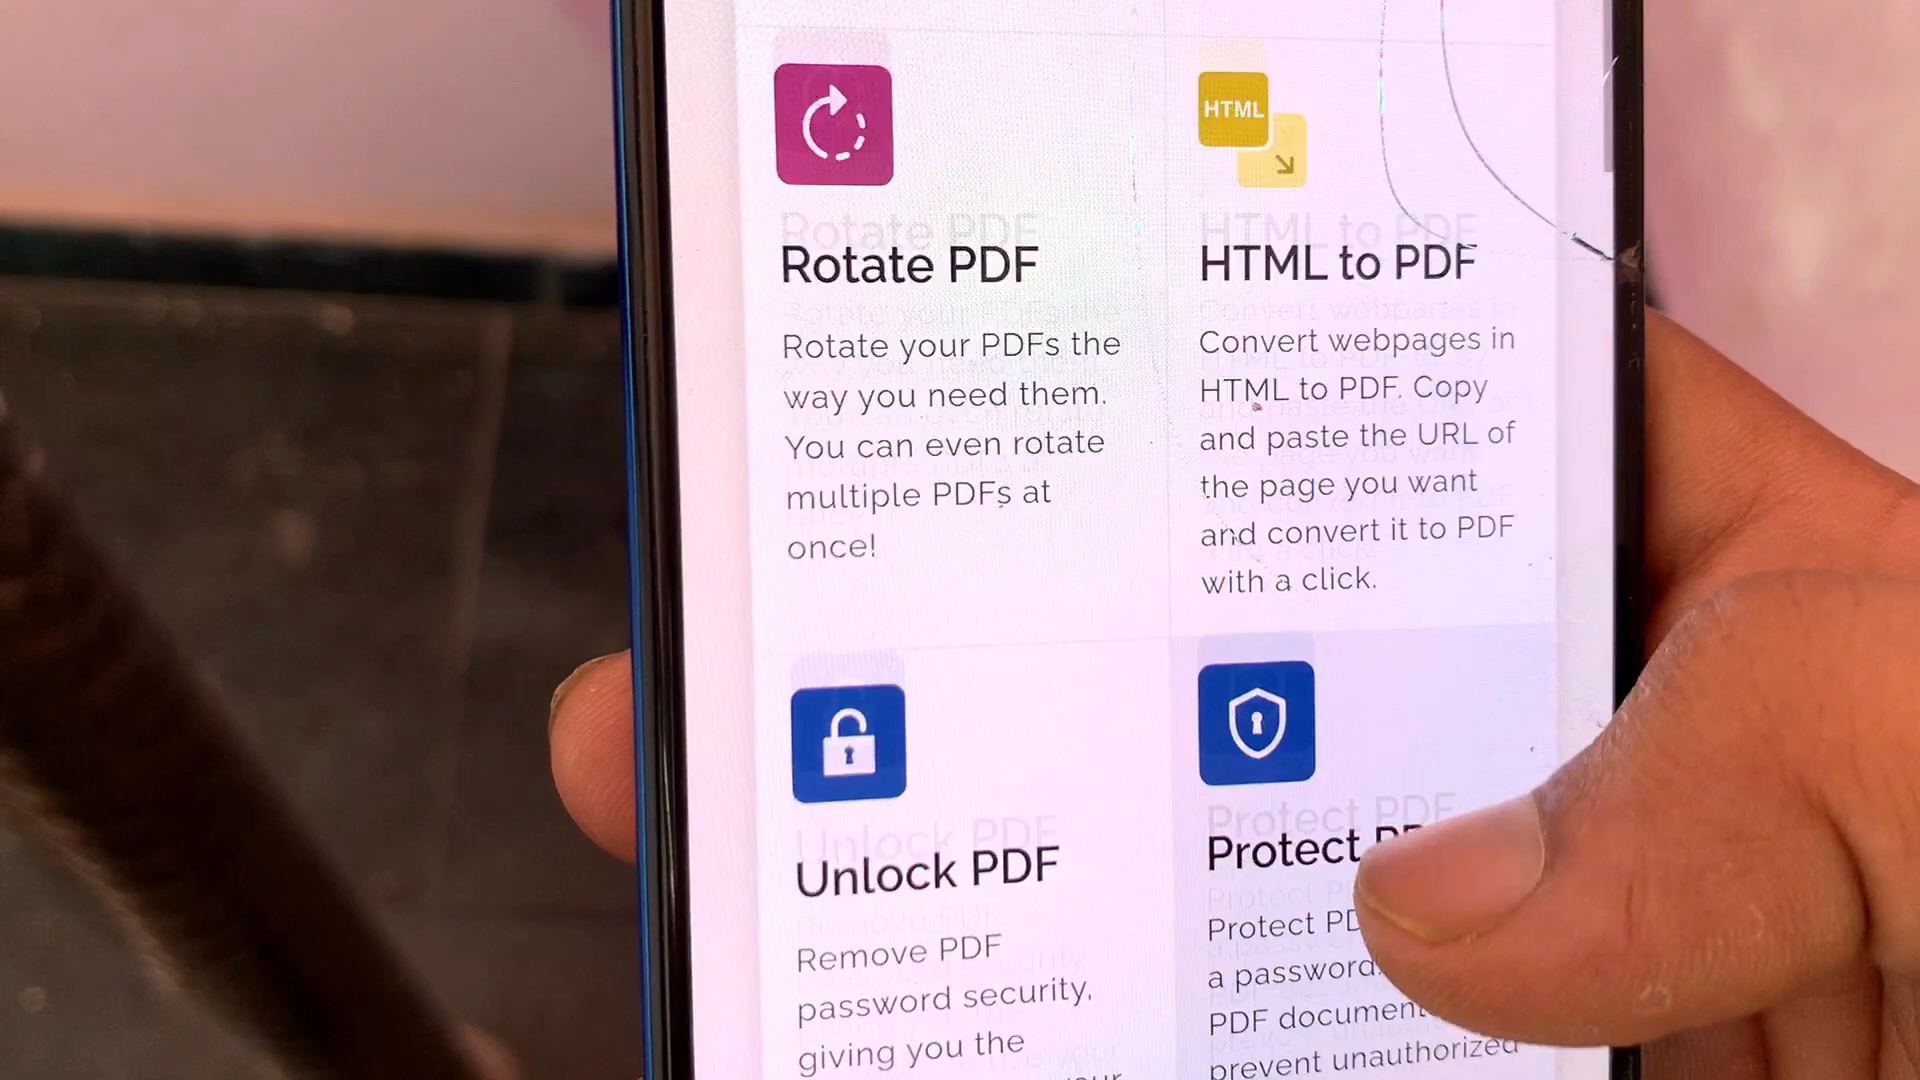 Rotate PDF
Rotate your PDFs the
way you need them.
You can even rotate
multiple PDFs at
once!
HTML
HTML to PDF
Convert webpages in
HTML to PDF. Copy
and paste the URL of
the page you want
and convert it to PDF
with a click.
Unlock PDF
Remove PDF
password security,
giving you the
Protect
Protect
a password.
PDF
prevent unauthorized